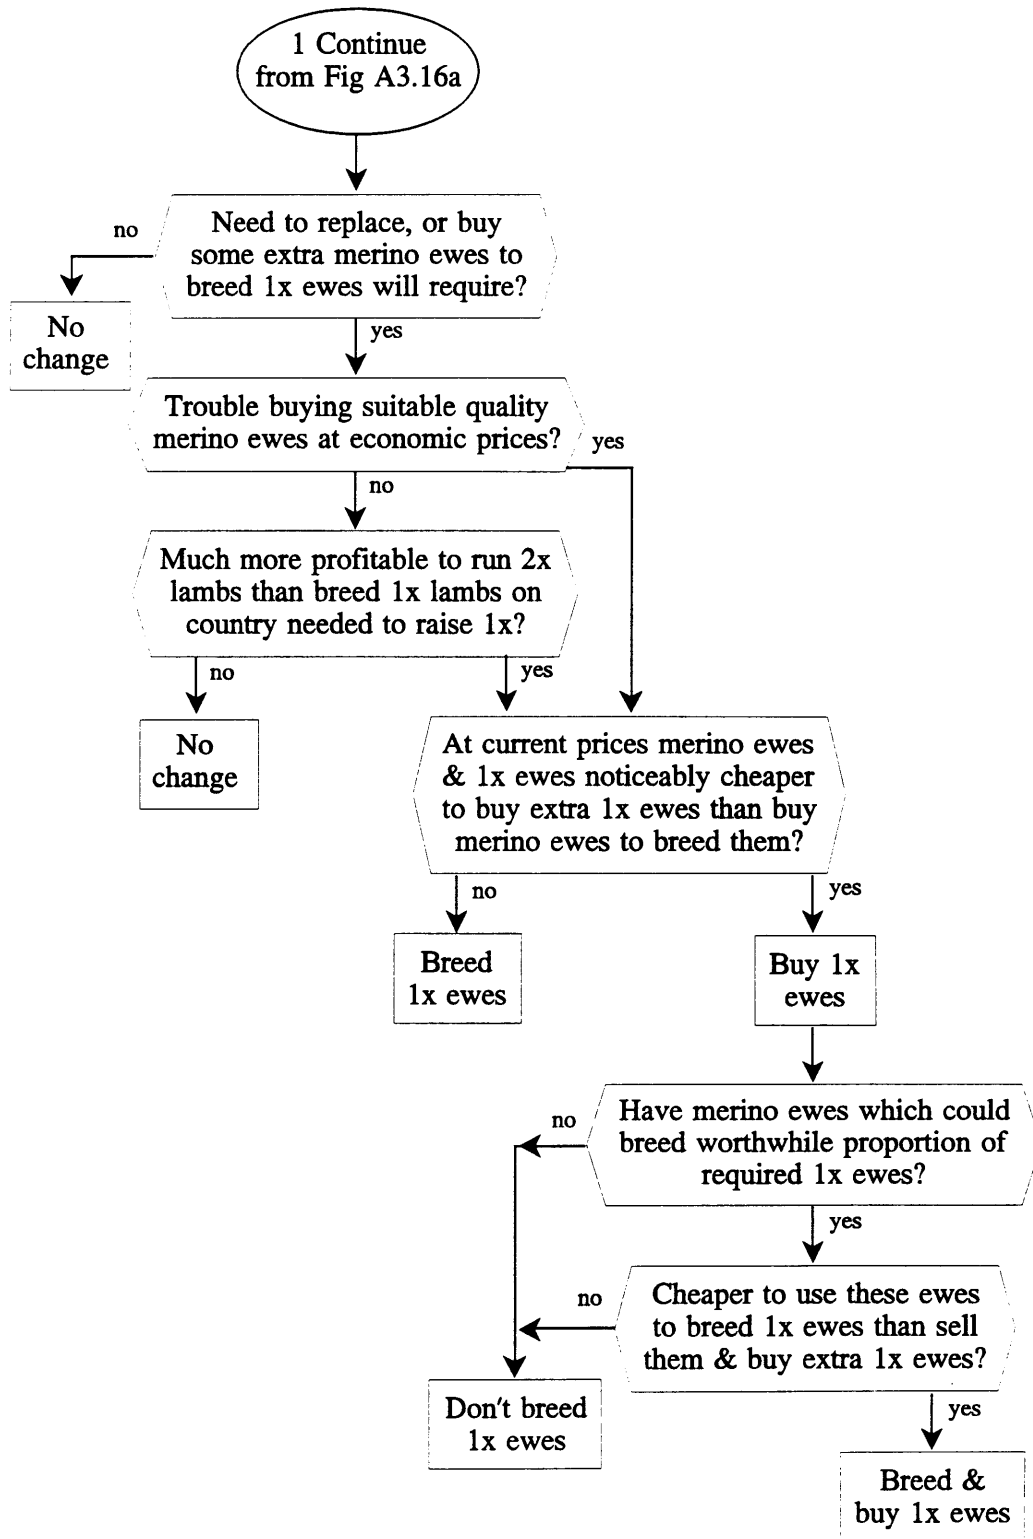 1 Continue
from Fig A3.16a
no
Need to replace, or buy
some extra merino ewes to
breed 1x ewes will require?
No
change
yes
Trouble buying suitable quality
merino ewes at economic prices?
yes
no
Much more profitable to run 2x
lambs than breed 1x lambs on
country needed to raise 1x?
no
yes
No
change
At current prices merino ewes
& 1x ewes noticeably cheaper
to buy extra 1x ewes than buy
merino ewes to breed them?
no
yes
Breed
1x ewes
Buy 1x
ewes
no
Have merino ewes which could
breed worthwhile proportion of
required 1x ewes?
yes
no
Cheaper to use these ewes
to breed 1x ewes than sell
them & buy extra 1x ewes?
Don't breed
1x ewes
yes
Breed &
buy 1x ewes